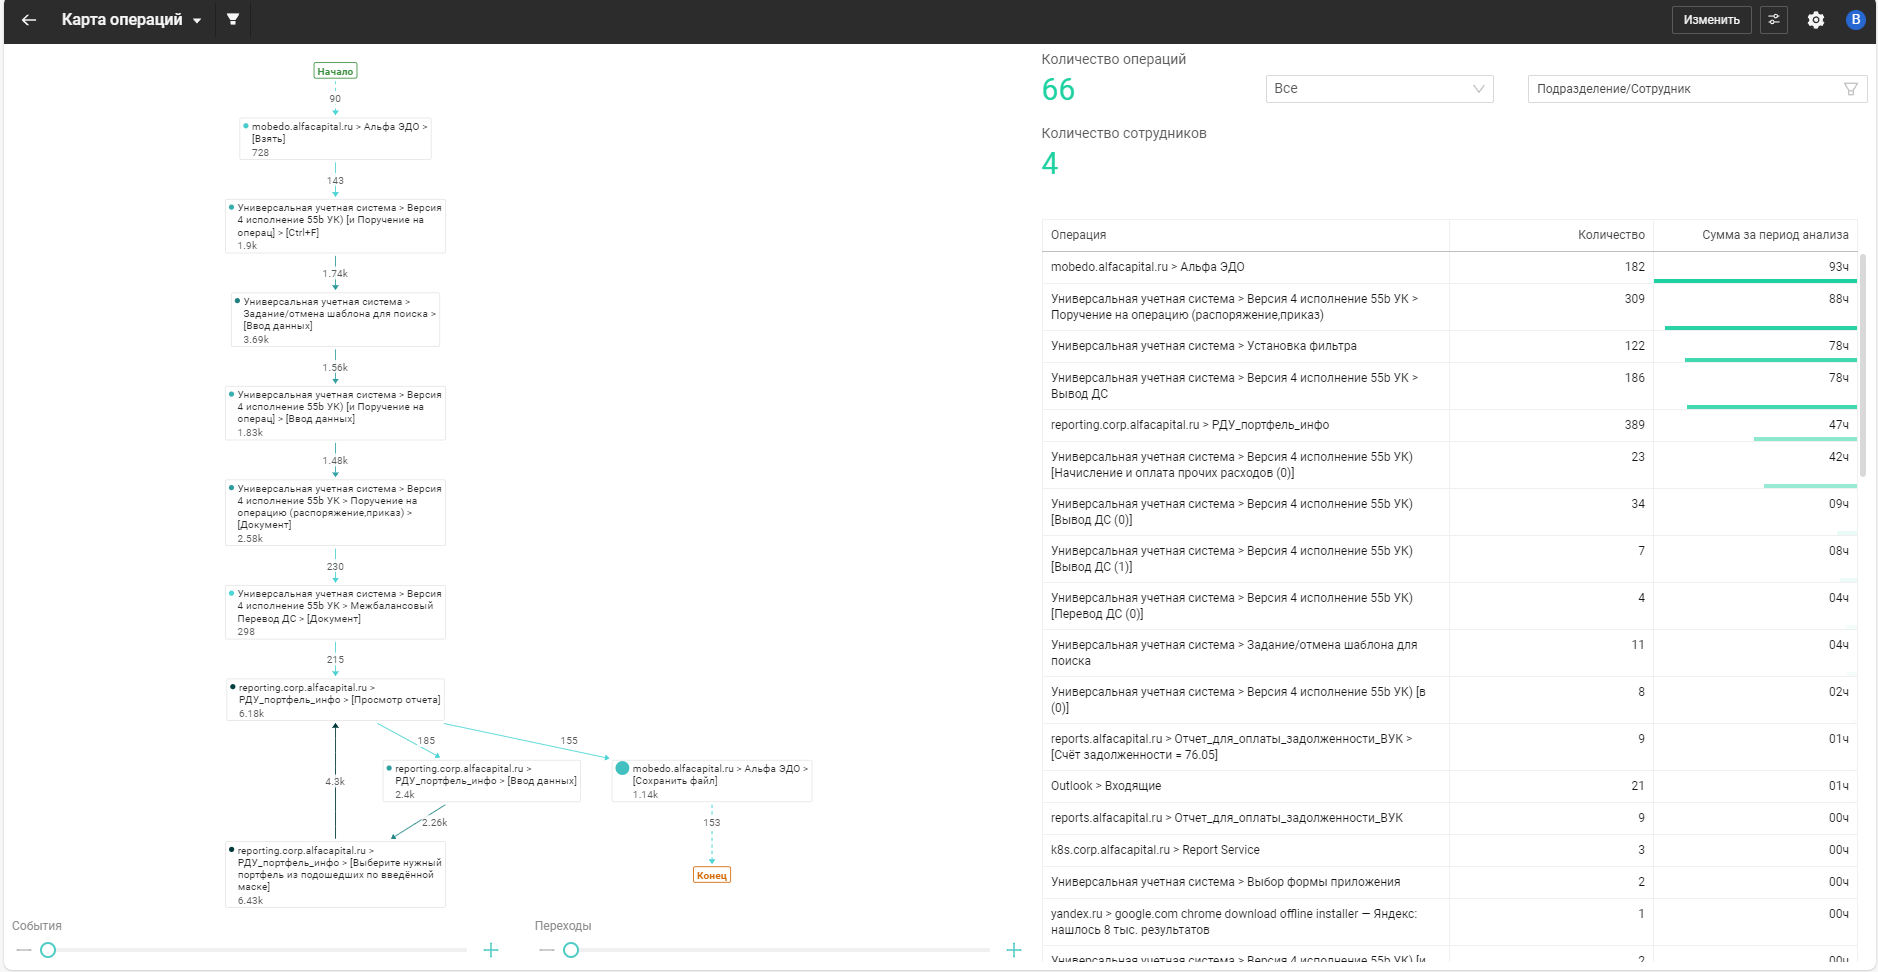 Карта операций
Изменить
B
Начало
90
mobedo.alfacapital.ru > Альфа ЭДО >
[Взять]
728
143
Универсальная учетная система > Версия
4 исполнение 55b УК) [и Поручение на
операц] > [Ctrl+F]
1.9k
1.74k
Универсальная учетная система >
Задание/отмена шаблона для поиска >
[Ввод данных]
3.69k
1.56k
Универсальная учетная система > Версия
4 исполнение 55b УК) [и Поручение на
операц] > [Ввод данных]
1.83k
1.48k
Универсальная учетная система > Версия
4 исполнение 55b УК > Поручение на
операцию (распоряжение,приказ) >
[Документ]
2.58k
230
Универсальная учетная система > Версия
4 исполнение 55b УК > Межбалансовый
Перевод ДС > [Документ]
298
215
reporting.corp.alfacapital.ru >
РДУ_портфель_инфо > [Просмотр отчета]
6.18k
185
155
4.3k
reporting.corp.alfacapital.ru >
РДУ_портфель_инфо > [Ввод данных]
2.4k
mobedo.alfacapital.ru > Альфа ЭДО >
[Сохранить файл]
1.14k
2.26k
153
reporting.corp.alfacapital.ru >
РДУ_портфель_инфо > [Выберите нужный
портфель из подошедших по введённой
маске]
6.43k
Конец
События
Переходы
Количество операций
66
Все
Подразделение/Сотрудник
Количество сотрудников
4
Операция Количество Сумма за период анализа
mobedo.alfacapital.ru > Альфа ЭДО 182 93ч
Универсальная учетная система > Версия 4 исполнение 55b УК > 309 88ч
Поручение на операцию (распоряжение,приказ)
Универсальная учетная система > Установка фильтра 122 78ч
Универсальная учетная система > Версия 4 исполнение 55b УК > 186 78ч
Вывод ДС
reporting.corp.alfacapital.ru > РДУ_портфель_инфо 389 47ч
Универсальная учетная система > Версия 4 исполнение 55b УК) 23 42ч
[Начисление и оплата прочих расходов (0)]
Универсальная учетная система > Версия 4 исполнение 55b УК) 34 09ч
[Вывод ДС (0)]
Универсальная учетная система > Версия 4 исполнение 55b УК) 7 08ч
[Вывод ДС (1)]
Универсальная учетная система > Версия 4 исполнение 55b УК) 4 04ч
[Перевод ДС (0)]
Универсальная учетная система > Задание/отмена шаблона для 11 04ч
поиска
Универсальная учетная система > Версия 4 исполнение 55b УК) [в 8 02ч
(0)]
reports.alfacapital.ru > Отчет_для_оплаты_задолженности_ВУК > 9 01ч
[Счёт задолженности = 76.05]
Outlook > Входящие 21 01ч
reports.alfacapital.ru > Отчет_для_оплаты_задолженности_ВУК 9 00ч
k8s.corp.alfacapital.ru > Report Service 3 00ч
Универсальная учетная система > Выбор формы приложения 2 00ч
yandex.ru > google.com chrome download offline installer — Яндекс: 1 00ч
нашлось 8 тыс. результатов
Универсальная учетная система > Версия 4 исполнение 55b УК) [и 2 00ч